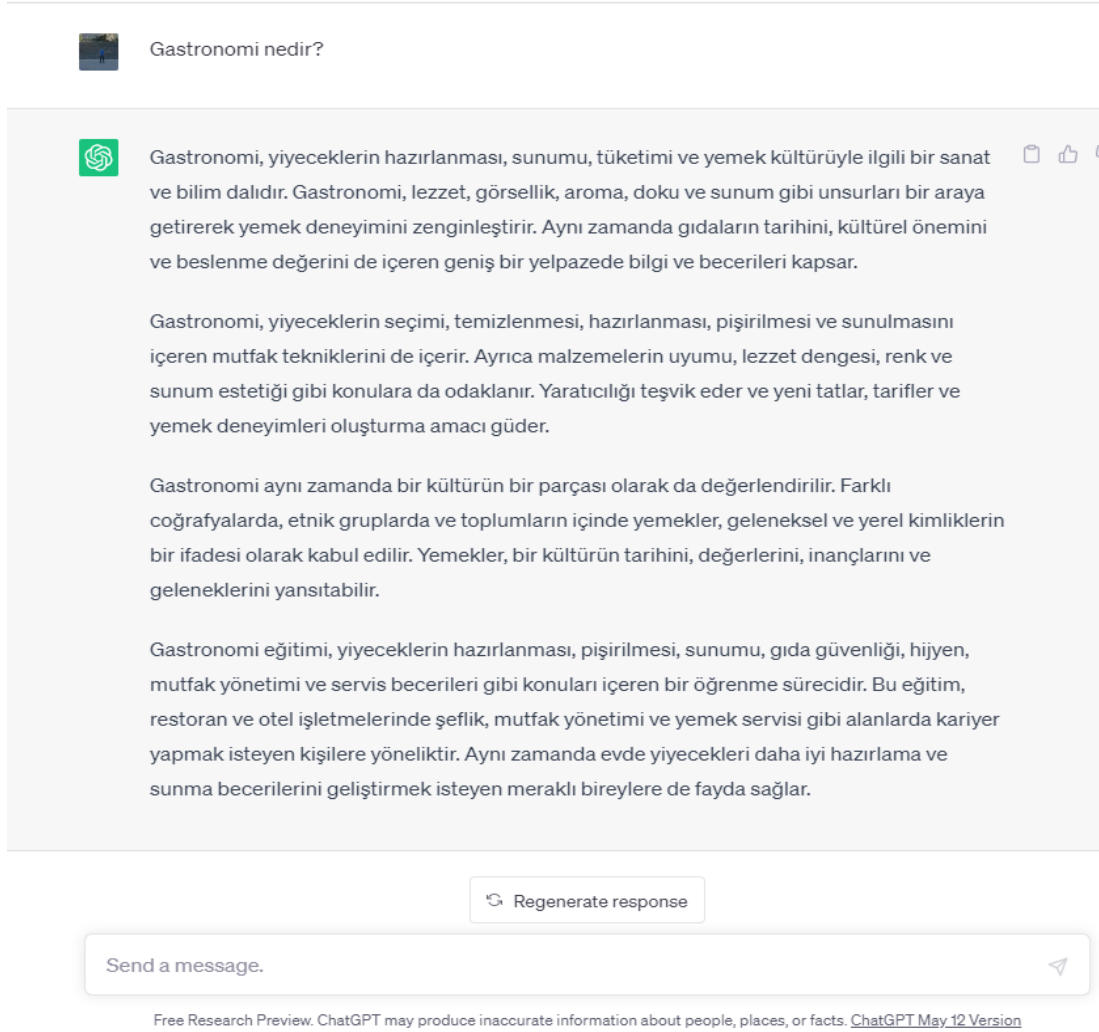 Gastronomi nedir?
Gastronomi, yiyeceklerin hazırlanması, sunumu, tüketimi ve yemek kültürüyle ilgili bir sanat
ve bilim dalıdır. Gastronomi, lezzet, görsellik, aroma, doku ve sunum gibi unsurları bir araya
getirerek yemek deneyimini zenginleştirir. Aynı zamanda gıdaların tarihini, kültürel önemini
ve beslenme değerini de içeren geniş bir yelpazede bilgi ve becerileri kapsar.
Gastronomi, yiyeceklerin seçimi, temizlenmesi, hazırlanması, pişirilmesi ve sunulmasını
içeren mutfak tekniklerini de içerir. Ayrıca malzemelerin uyumu, lezzet dengesi, renk ve
sunum estetiği gibi konulara da odaklanır. Yaratıcılığı teşvik eder ve yeni tatlar, tarifler ve
yemek deneyimleri oluşturma amacı güder.
Gastronomi aynı zamanda bir kültürün bir parçası olarak da değerlendirilir. Farklı
coğrafyalarda, etnik gruplarda ve toplumların içinde yemekler, geleneksel ve yerel kimliklerin
bir ifadesi olarak kabul edilir. Yemekler, bir kültürün tarihini, değerlerini, inançlarını ve
geleneklerini yansıtabilir.
Gastronomi eğitimi, yiyeceklerin hazırlanması, pişirilmesi, sunumu, gıda güvenliği, hijyen,
mutfak yönetimi ve servis becerileri gibi konuları içeren bir öğrenme sürecidir. Bu eğitim,
restoran ve otel işletmelerinde şeflik, mutfak yönetimi ve yemek servisi gibi alanlarda kariyer
yapmak isteyen kişilere yöneliktir. Aynı zamanda evde yiyecekleri daha iyi hazırlama ve
sunma becerilerini geliştirmek isteyen meraklı bireylere de fayda sağlar.
Regenerate response
Send a message.
Free Research Preview. ChatGPT may produce inaccurate information about people, places, or facts. ChatGPT May 12 Version